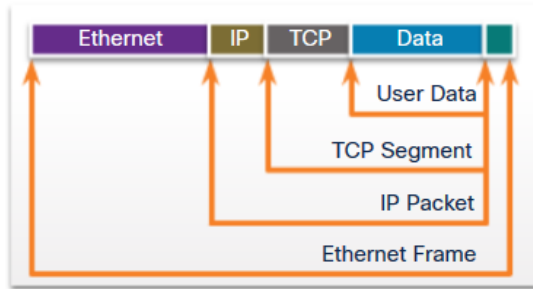 Ethernet IP TCP Data
User Data
TCP Segment
IP Packet
Ethernet Frame